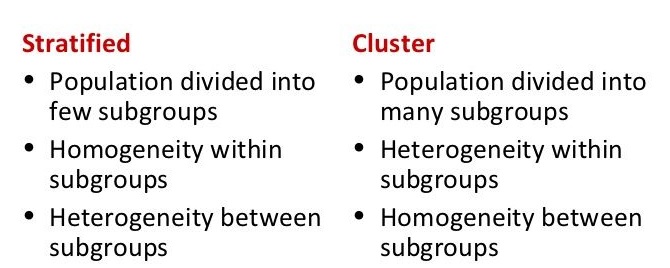 Stratified
• Population divided into
few subgroups
• Homogeneity within
subgroups
• Heterogeneity between
subgroups
Cluster
• Population divided into
many subgroups
• Heterogeneity within
subgroups
• Homogeneity between
subgroups